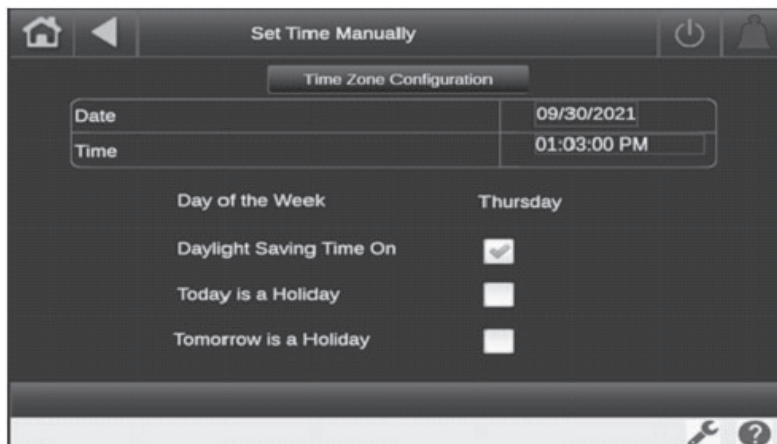 Set Time Manually
Time Zone Configuration
Date 09/30/2021
Time 01:03:00 PM
Day of the Week Thursday
Daylight Saving Time On
Today is a Holiday
Tomorrow is a Holiday
?